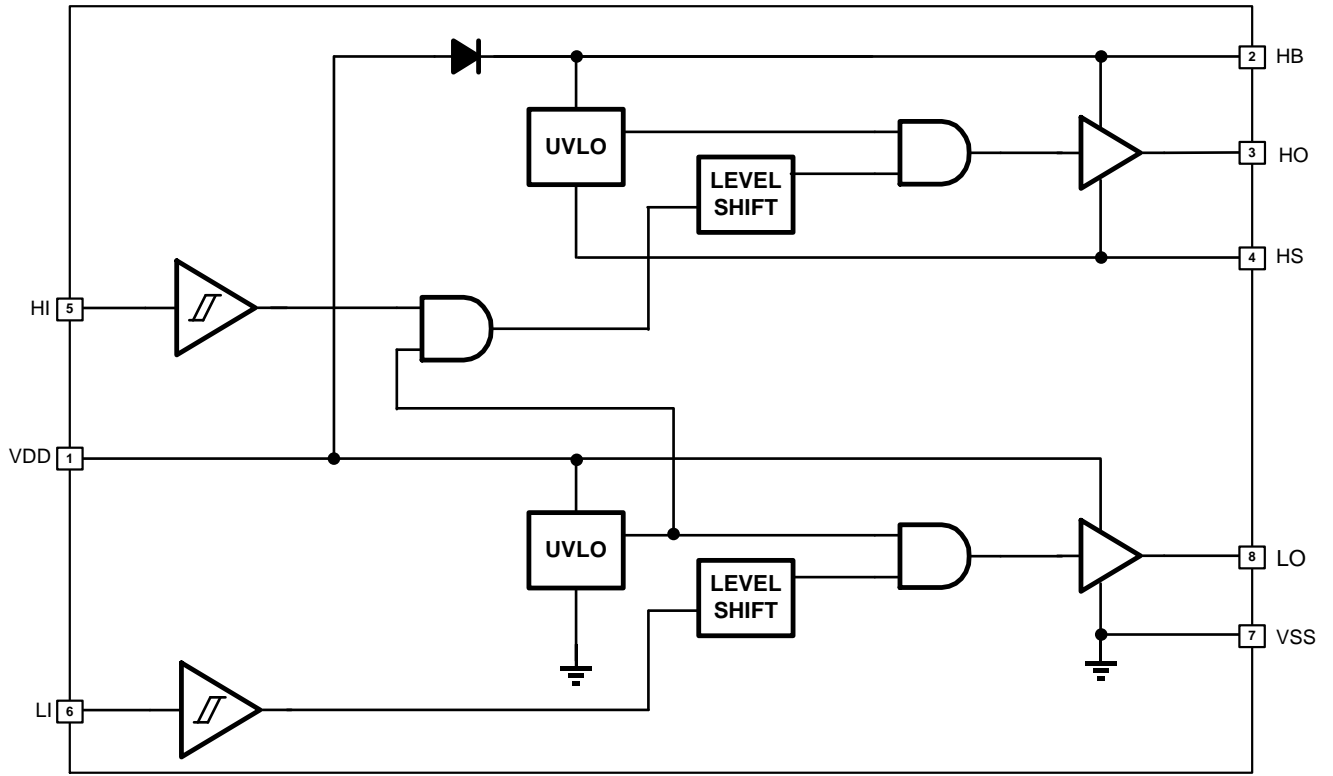 2 HB
UVLO
3 HO
LEVEL
SHIFT
4 HS
HI 5
VDD 1
UVLO
8 LO
LEVEL
SHIFT
7 VSS
LI 6